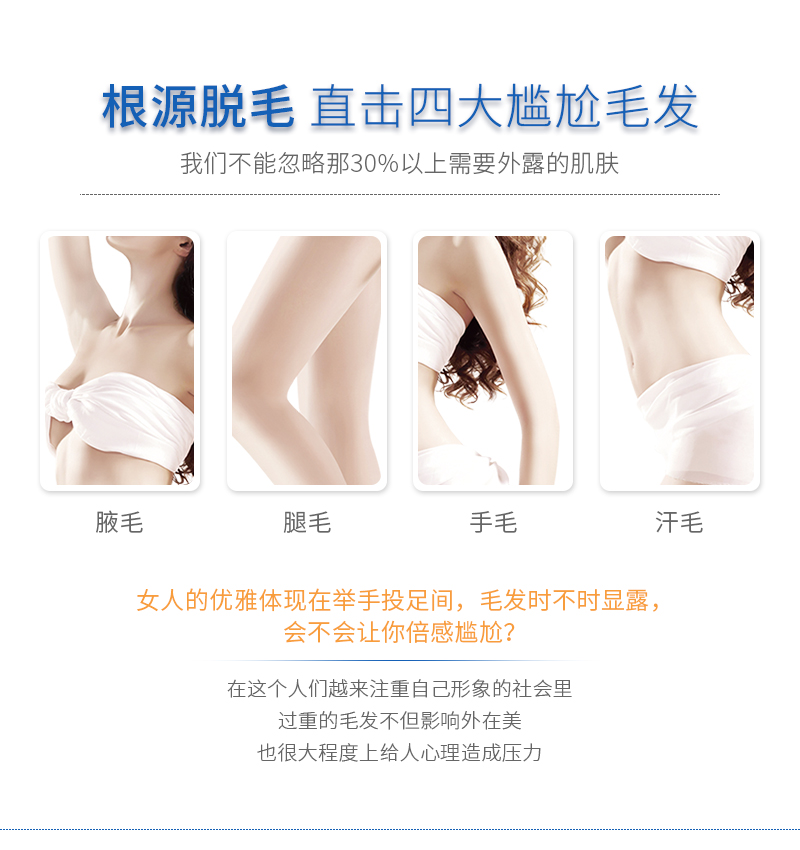 根源脱毛 直击四大尴尬毛发
我们不能忽略那30%以上需要外露的肌肤
腋毛
腿毛
手毛
汗毛
女人的优雅体现在举手投足间，毛发时不时显露，
会不会让你倍感尴尬？
在这个人们越来注重自己形象的社会里
过重的毛发不但影响外在美
也很大程度上给人心理造成压力